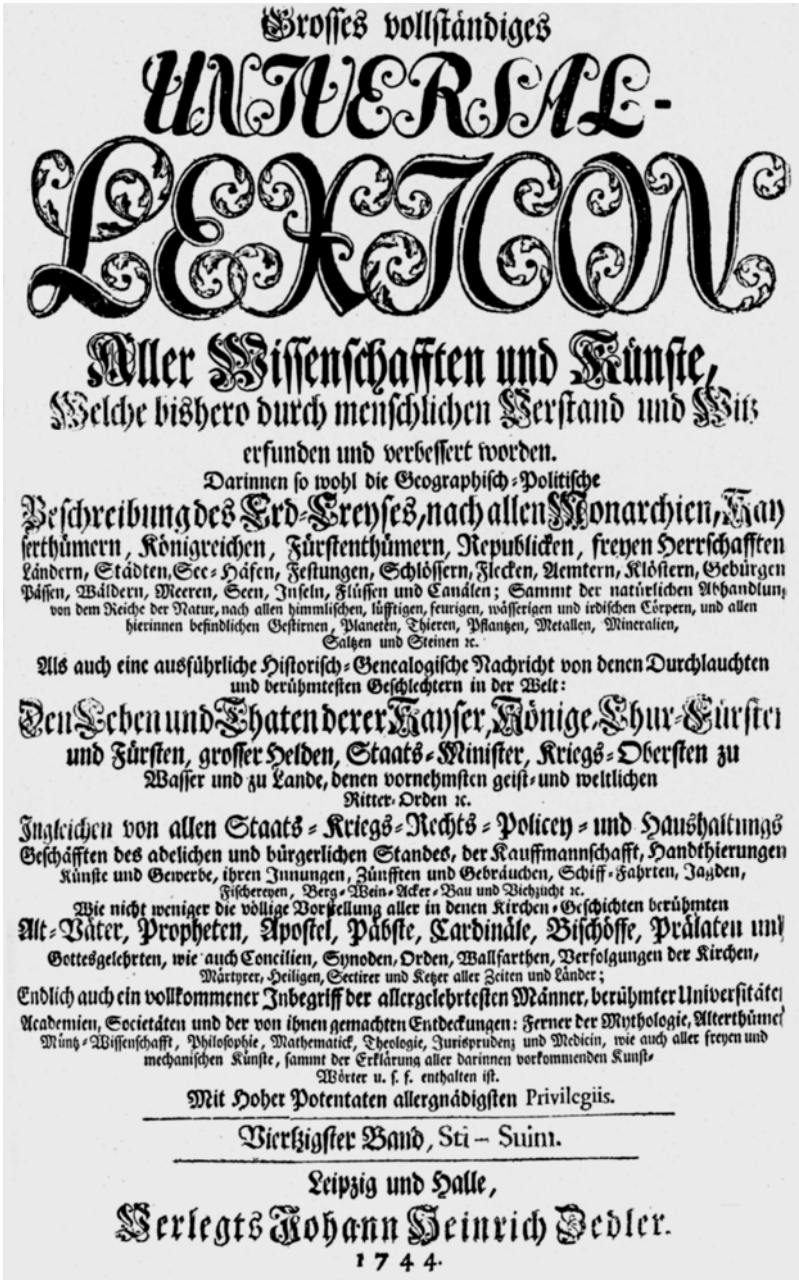 Grosses vollständiges
UNIVERSAL-
LEXICON
Aller Wissenschafften und Künste,
Welche bishero durch menschlichen Verstand und Witz
erfunden und verbessert worden.
Darinnen so wohl die Geographisch-Politische
Beschreibung des Erd-Creyses, nach allen Monarchien, Kay
serthümern, Königreichen, Fürstenthümern, Republicken, freyen Herrschafften
Ländern, Städten, See-Häfen, Festungen, Schlössern, Flecken, Aemtern, Klöstern, Gebürgen
Pässen, Wäldern, Meeren, Seen, Inseln, Flüssen und Canälen; Sammt der natürlichen Abhandlung
von dem Reiche der Natur, nach allen himmlischen, lüfftigen, feurigen, wässerigen und irdischen Cörpern, und allen
hierinnen befindlichen Gestirnen, Planeten, Thieren, Pflantzen, Metallen, Mineralien,
Saltzen und Steinen ꝛc.
Als auch eine ausführliche Historisch-Genealogische Nachricht von denen Durchlauchten
und berühmtesten Geschlechtern in der Welt:
Den Leben und Thaten derer Kayser, Könige, Chur-Fürsten
und Fürsten, grosser Helden, Staats-Minister, Kriegs-Obersten zu
Wasser und zu Lande, denen vornehmsten geist- und weltlichen
Ritter-Orden ꝛc.
Ingleichen von allen Staats-Kriegs-Rechts-Policey- und Haushaltungs
Geschäfften des adelichen und bürgerlichen Standes, der Kauffmannschafft, Handthierungen
Künste und Gewerbe, ihren Innungen, Zünfften und Gebräuchen, Schiff-Fahrten, Jagden,
Fischereyen, Berg-Wein-Acker-Bau und Viehzucht ꝛc.
Wie nicht weniger die völlige Vorstellung aller in denen Kirchen-Geschichten berühmten
Alt-Väter, Propheten, Apostel, Päbste, Cardinäle, Bischöffe, Prälaten und
Gottesgelehrten, wie auch Concilien, Synoden, Orden, Wallfarthen, Verfolgungen der Kirchen,
Märtyrer, Heiligen, Sectirer und Ketzer aller Zeiten und Länder;
Endlich auch ein vollkommener Inbegriff der allergelehrtesten Männer, berühmter Universitäten
Academien, Societäten und der von ihnen gemachten Entdeckungen: Ferner der Mythologie, Alterthümer
Müntz-Wissenschafft, Philosophie, Mathematick, Theologie, Jurisprudenz und Medicin, wie auch aller freyen und
mechanischen Künste, sammt der Erklärung aller darinnen vorkommenden Kunst-
Wörter u. s. f. enthalten ist.
Mit Hoher Potentaten allergnädigsten Privilegiis.
Viertzigster Band, Sti – Suim.
Leipzig und Halle,
Verlegts Johann Heinrich Zedler.
1744.